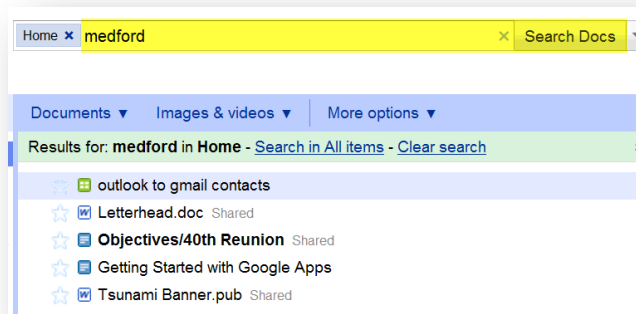 Home × medford × Search Docs ▼
Documents ▼ Images & videos ▼ More options ▼
Results for: medford in Home - Search in All items - Clear search
outlook to gmail contacts
Letterhead.doc Shared
Objectives/40th Reunion Shared
Getting Started with Google Apps
Tsunami Banner.pub Shared